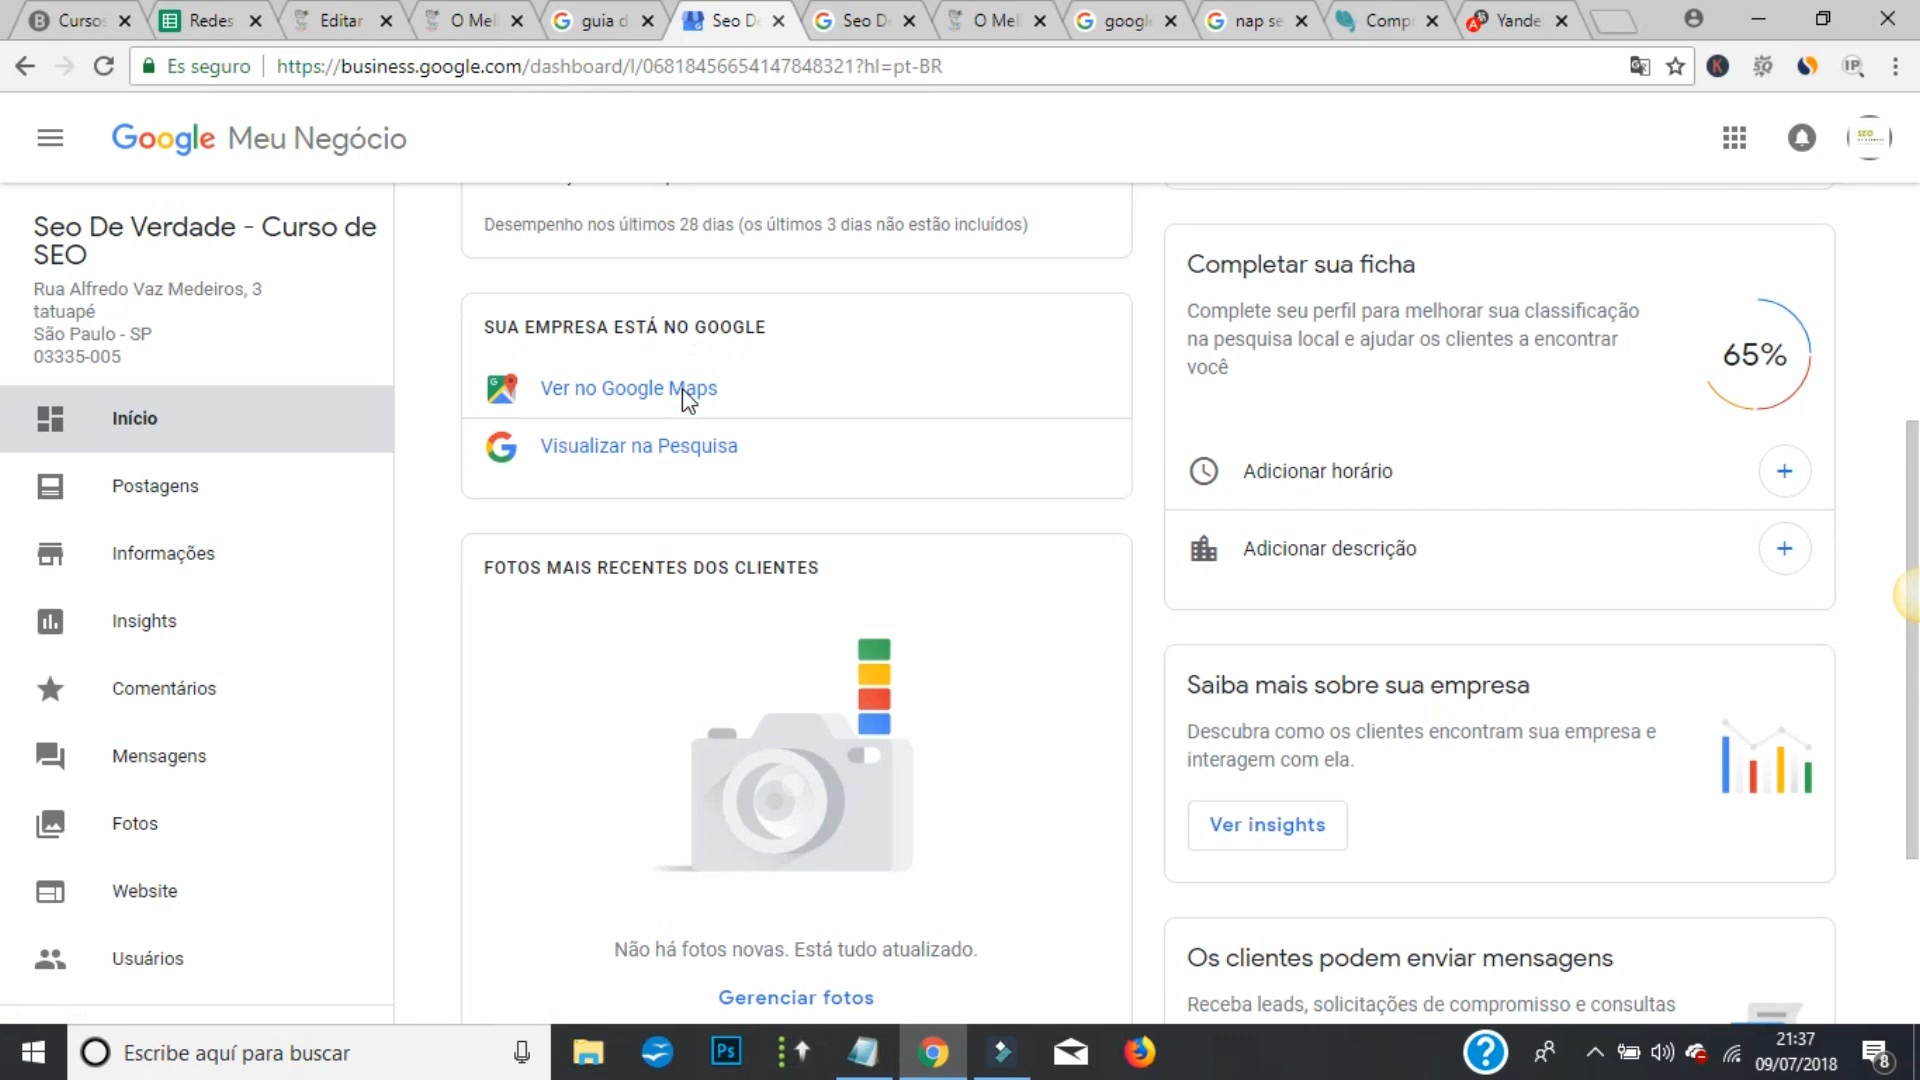 Cursos
Redes
Editar
O Mel
guia d
Seo D
Seo D
O Mel
google
nap se
Comp
Yande
Es seguro
https://business.google.com/dashboard/l/06818456654147848321?hl=pt-BR
Google Meu Negócio
SEO
Seo De Verdade - Curso de
SEO
Rua Alfredo Vaz Medeiros, 3
tatuapé
São Paulo - SP
03335-005
Início
Postagens
Informações
Insights
Comentários
Mensagens
Fotos
Website
Usuários
Desempenho nos últimos 28 dias (os últimos 3 dias não estão incluídos)
SUA EMPRESA ESTÁ NO GOOGLE
Ver no Google Maps
Visualizar na Pesquisa
FOTOS MAIS RECENTES DOS CLIENTES
Não há fotos novas. Está tudo atualizado.
Gerenciar fotos
Completar sua ficha
Complete seu perfil para melhorar sua classificação
na pesquisa local e ajudar os clientes a encontrar
você
65%
Adicionar horário
Adicionar descrição
Saiba mais sobre sua empresa
Descubra como os clientes encontram sua empresa e
interagem com ela.
Ver insights
Os clientes podem enviar mensagens
Receba leads, solicitações de compromisso e consultas
Escribe aquí para buscar
Ps
21:37
09/07/2018
8